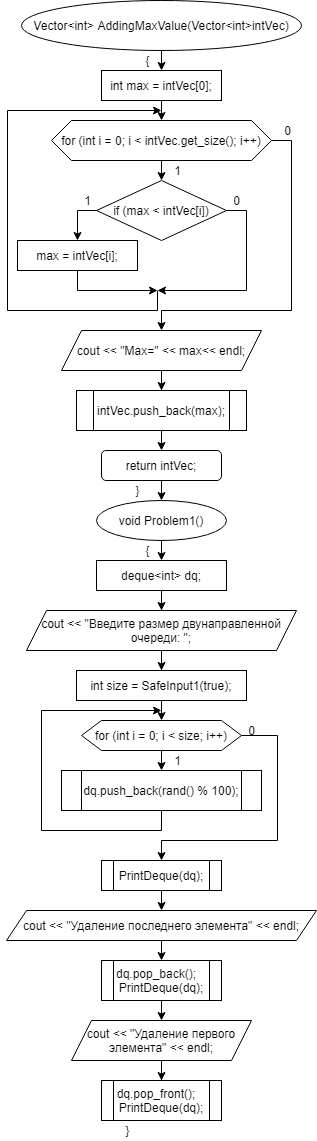 Vector<int> AddingMaxValue(Vector<int>intVec)
{
int max = intVec[0];
for (int i = 0; i < intVec.get_size(); i++)
0
1
if (max < intVec[i])
1
0
max = intVec[i];
cout << "Max=" << max<< endl;
intVec.push_back(max);
return intVec;
}
void Problem1()
{
deque<int> dq;
cout << "Введите размер двунаправленной
очереди: ";
int size = SafeInput1(true);
for (int i = 0; i < size; i++)
0
1
dq.push_back(rand() % 100);
PrintDeque(dq);
cout << "Удаление последнего элемента" << endl;
dq.pop_back();
PrintDeque(dq);
cout << "Удаление первого
элемента" << endl;
dq.pop_front();
PrintDeque(dq);
}